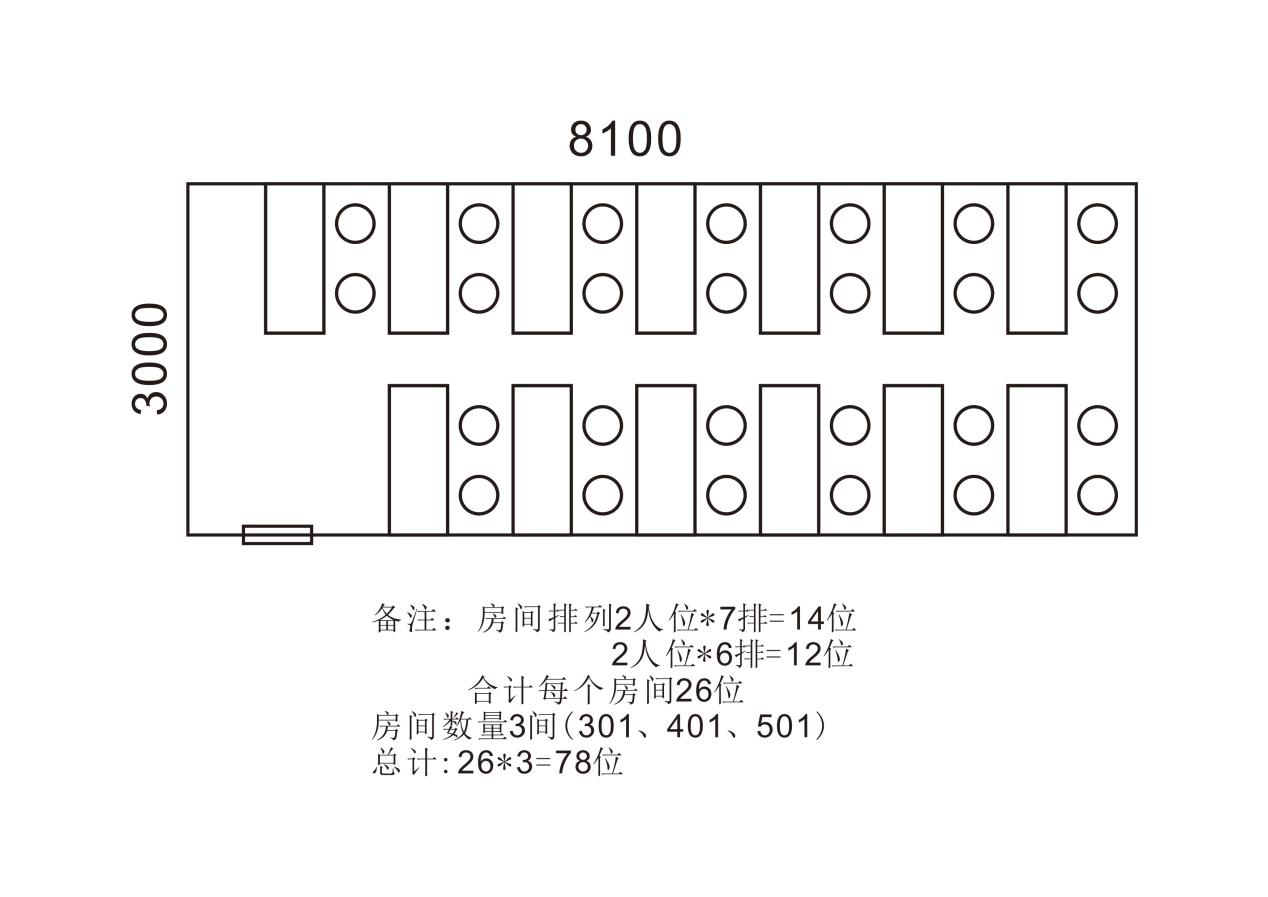 8100
3000
备注：房间排列2人位*7排=14位
2人位*6排=12位
合计每个房间26位
房间数量3间(301、401、501)
总计:26*3=78位